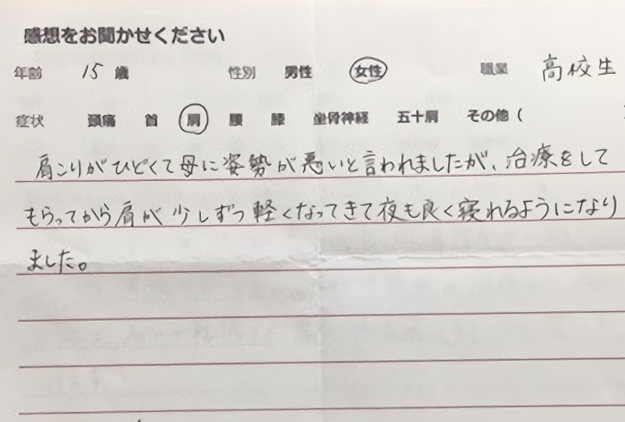 感想をお聞かせください
年齢 15 歳 性別 男性 女性 職業 高校生
症状 頭痛 首 肩 腰 膝 坐骨神経 五十肩 その他(
肩こりがひどくて母に姿勢が悪いと言われましたが、治療をして
もらってから肩が少しずつ軽くなってきて夜も良く寝れるようになり
ました。